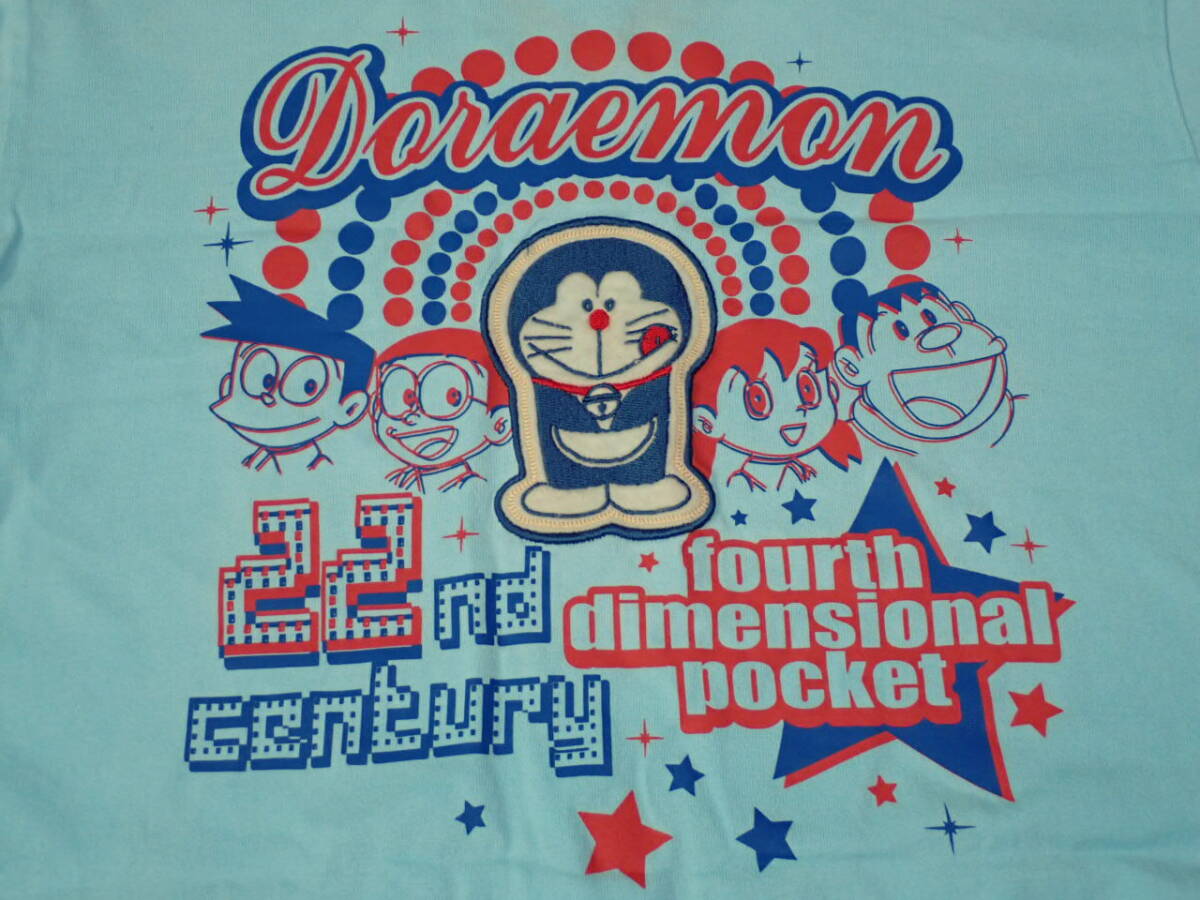 Doraemon
22nd
century
fourth
dimensional
pocket